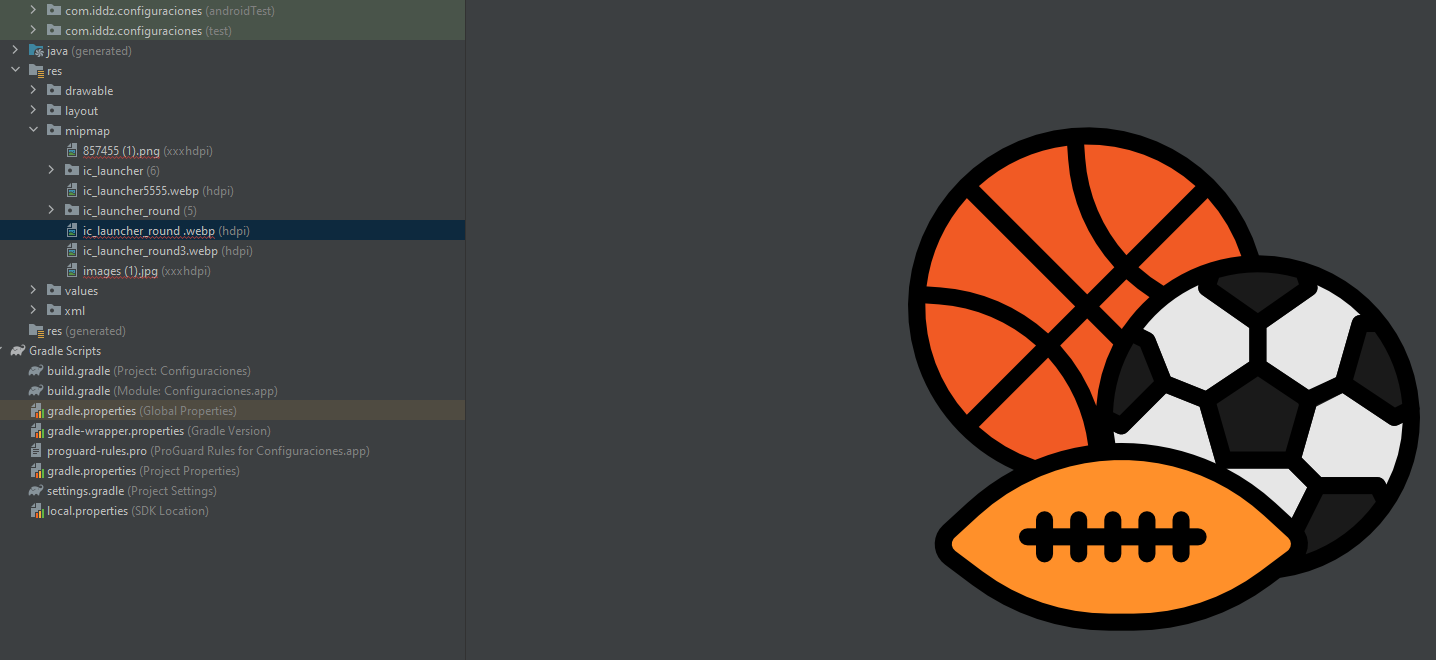 com.iddz.configuraciones (androidTest)
com.iddz.configuraciones (test)
java (generated)
res
drawable
layout
mipmap
857455 (1).png (xxxhdpi)
ic_launcher (6)
ic_launcher5555.webp (hdpi)
ic_launcher_round (5)
ic_launcher_round .webp (hdpi)
ic_launcher_round3.webp (hdpi)
images (1).jpg (xxxhdpi)
values
xml
res (generated)
Gradle Scripts
build.gradle (Project: Configuraciones)
build.gradle (Module: Configuraciones.app)
gradle.properties (Global Properties)
gradle-wrapper.properties (Gradle Version)
proguard-rules.pro (ProGuard Rules for Configuraciones.app)
gradle.properties (Project Properties)
settings.gradle (Project Settings)
local.properties (SDK Location)